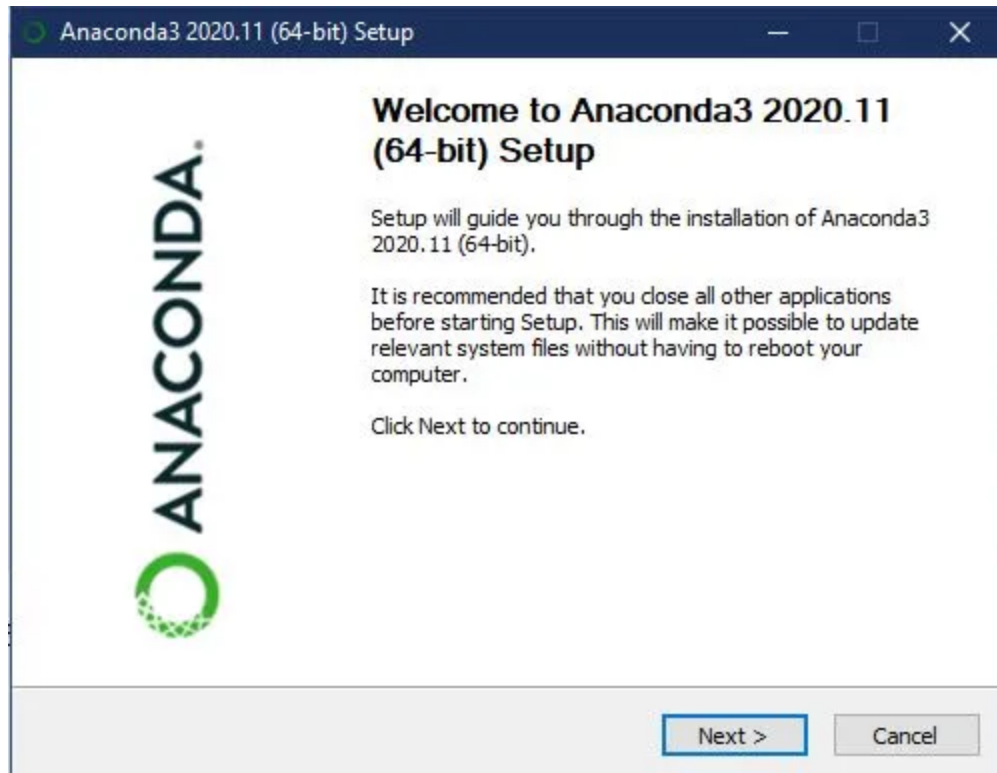 Anaconda3 2020.11 (64-bit) Setup
Welcome to Anaconda3 2020.11
(64-bit) Setup
ANACONDA.
Setup will guide you through the installation of Anaconda3
2020.11 (64-bit).
It is recommended that you close all other applications
before starting Setup. This will make it possible to update
relevant system files without having to reboot your
computer.
Click Next to continue.
Next >
Cancel